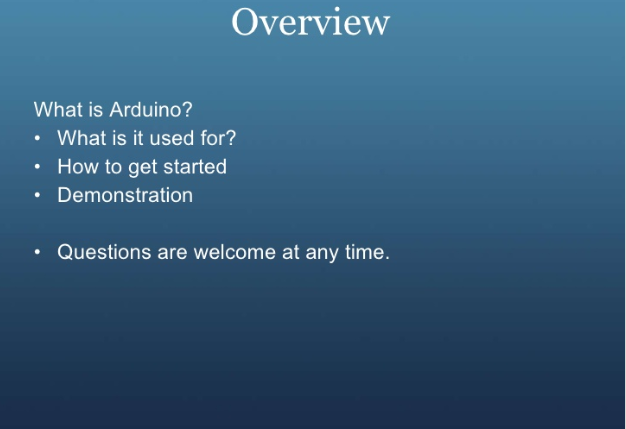 Overview
What is Arduino?
• What is it used for?
• How to get started
• Demonstration
• Questions are welcome at any time.